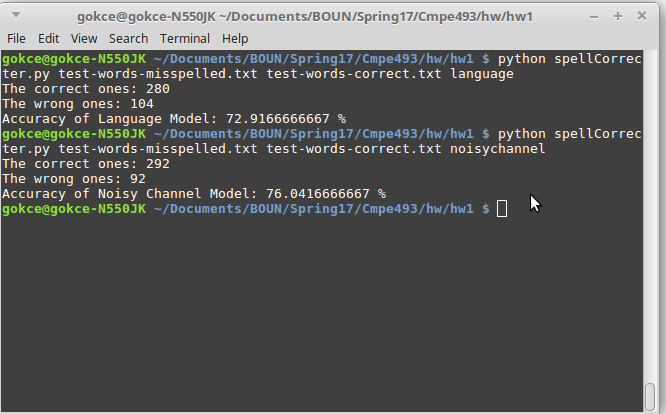 gokce@gokce-N550JK ~/Documents/BOUN/Spring17/Cmpe493/hw/hw1
File Edit View Search Terminal Help
gokce@gokce-N550JK ~/Documents/BOUN/Spring17/Cmpe493/hw/hw1 $ python spellCorrec
ter.py test-words-misspelled.txt test-words-correct.txt language
The correct ones: 280
The wrong ones: 104
Accuracy of Language Model: 72.9166666667 %
gokce@gokce-N550JK ~/Documents/BOUN/Spring17/Cmpe493/hw/hw1 $ python spellCorrec
ter.py test-words-misspelled.txt test-words-correct.txt noisychannel
The correct ones: 292
The wrong ones: 92
Accuracy of Noisy Channel Model: 76.0416666667 %
gokce@gokce-N550JK ~/Documents/BOUN/Spring17/Cmpe493/hw/hw1 $